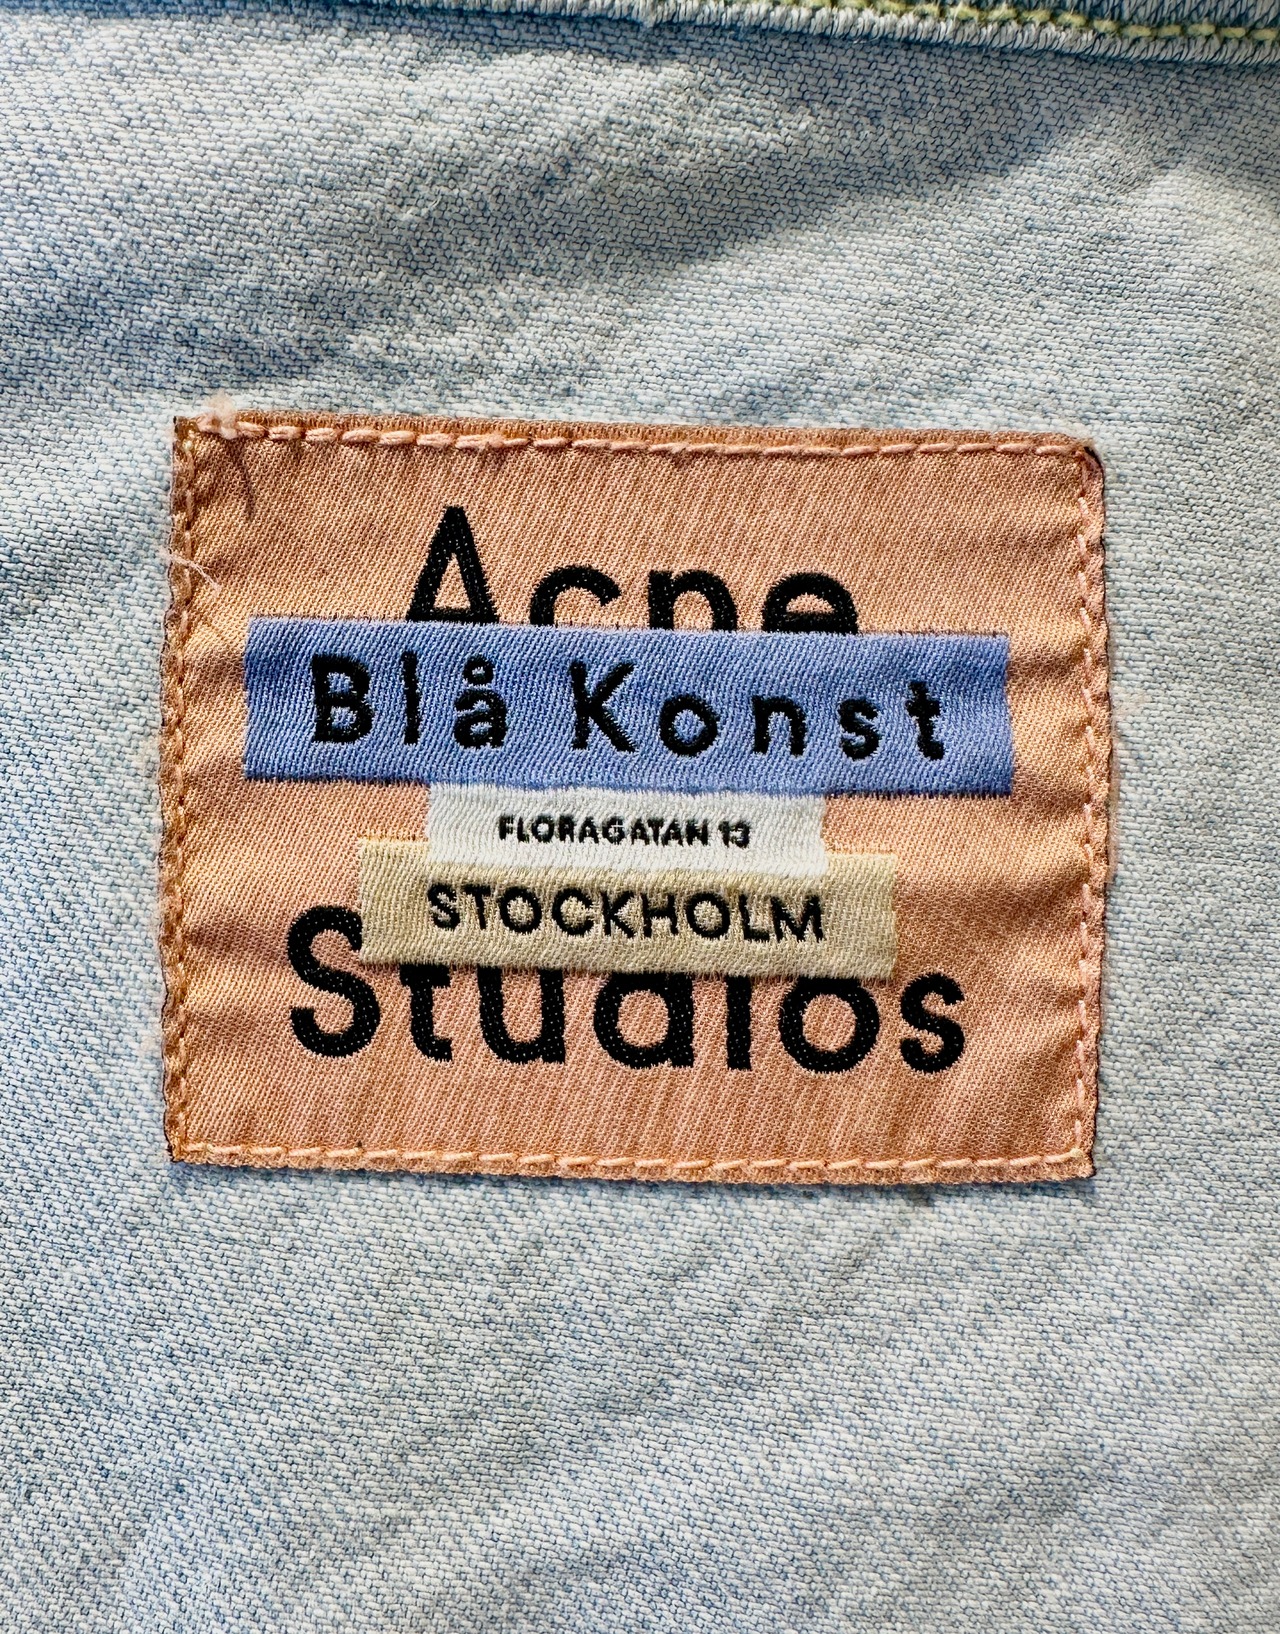 Acne
Blå Konst
FLORAGATAN 13
STOCKHOLM
Studios